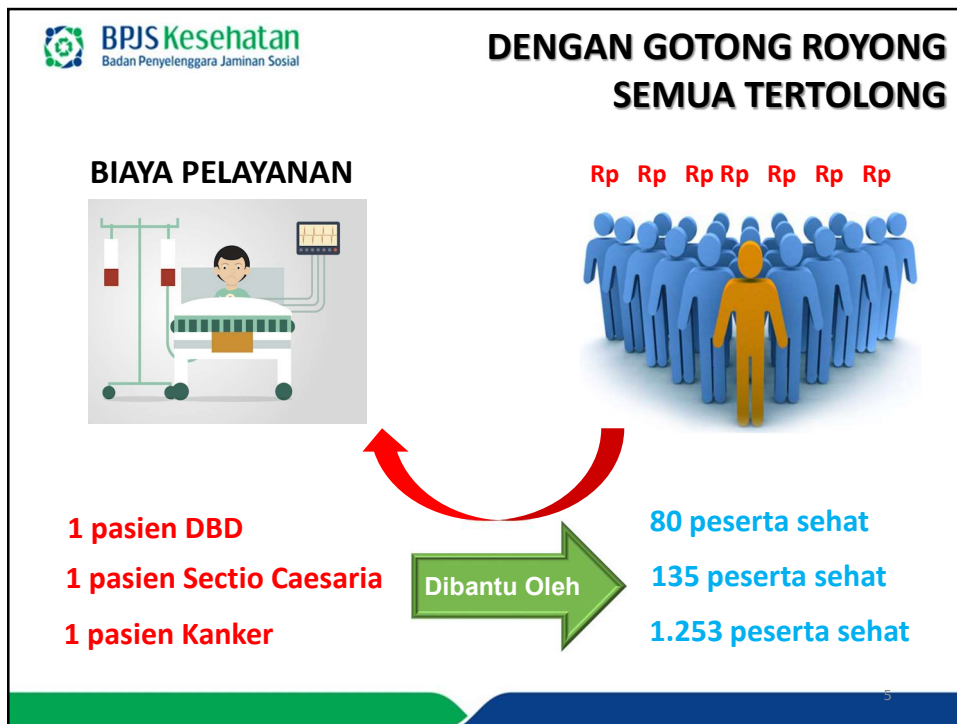 BPJS Kesehatan
Badan Penyelenggara Jaminan Sosial
DENGAN GOTONG ROYONG
SEMUA TERTOLONG
BIAYA PELAYANAN
Rp Rp Rp Rp Rp Rp Rp
1 pasien DBD
1 pasien Sectio Caesaria
1 pasien Kanker
Dibantu Oleh
80 peserta sehat
135 peserta sehat
1.253 peserta sehat
5